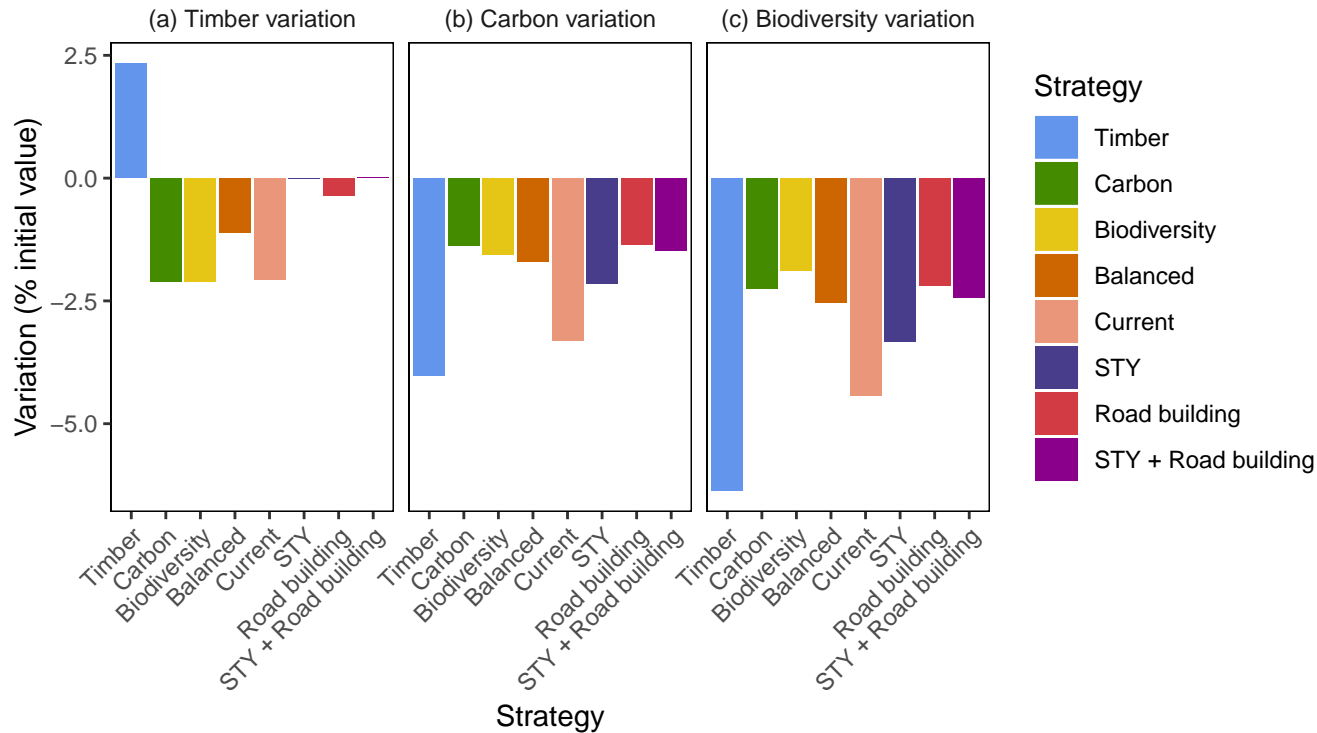 (a) Timber variation
(b) Carbon variation
(c) Biodiversity variation
Variation (% initial value)
2.5
0.0
−2.5
−5.0
Timber
Carbon
Biodiversity
Balanced
Current
STY
Road building
STY + Road building
Timber
Carbon
Biodiversity
Balanced
Current
STY
Road building
STY + Road building
Timber
Carbon
Biodiversity
Balanced
Current
STY
Road building
STY + Road building
Strategy
Strategy
Timber
Carbon
Biodiversity
Balanced
Current
STY
Road building
STY + Road building